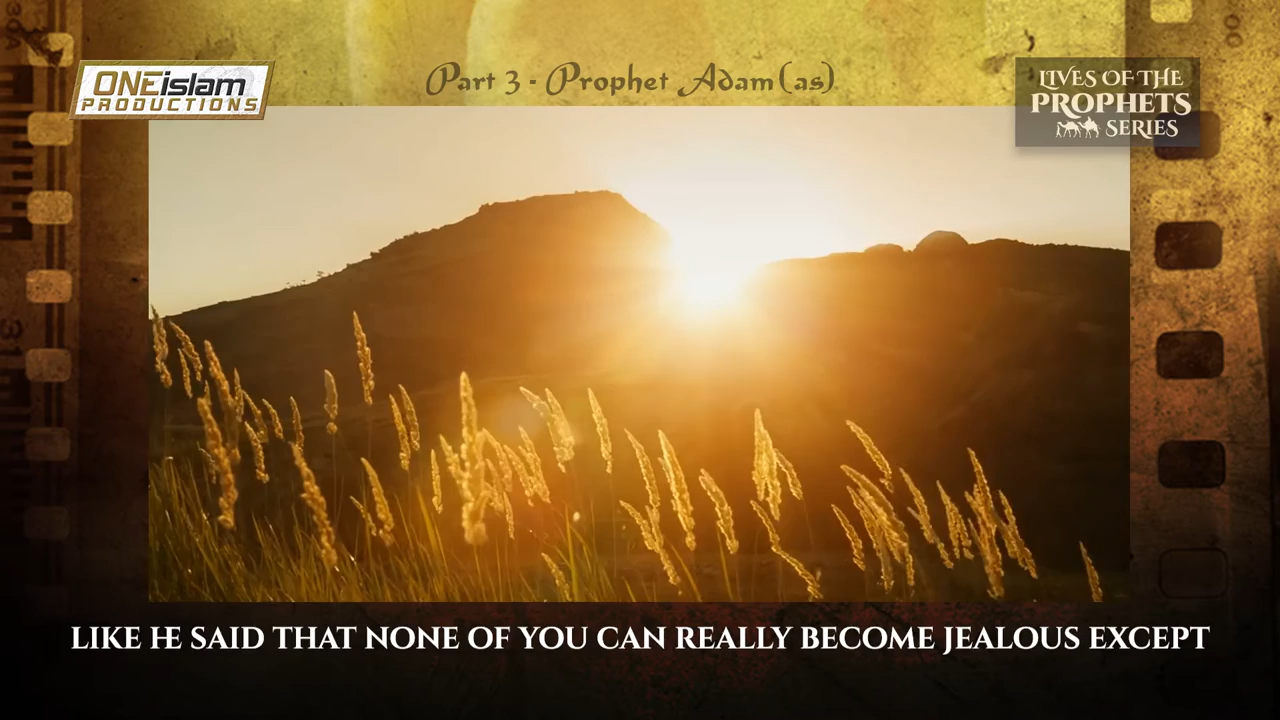 ONEislam
PRODUCTIONS
Part 3 - Prophet Adam (as)
LIVES OF THE
PROPHETS
SERIES
LIKE HE SAID THAT NONE OF YOU CAN REALLY BECOME JEALOUS EXCEPT